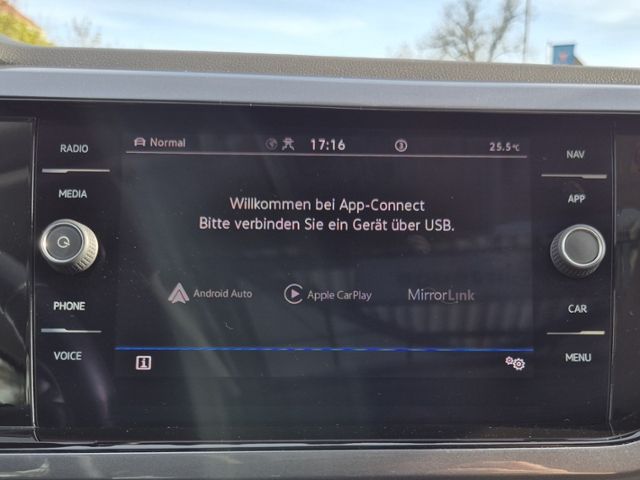 RADIO
MEDIA
PHONE
VOICE
Normal
17:16
3
25.5°C
Willkommen bei App-Connect
Bitte verbinden Sie ein Gerät über USB.
Android Auto
Apple CarPlay
MirrorLink
i
NAV
APP
CAR
MENU